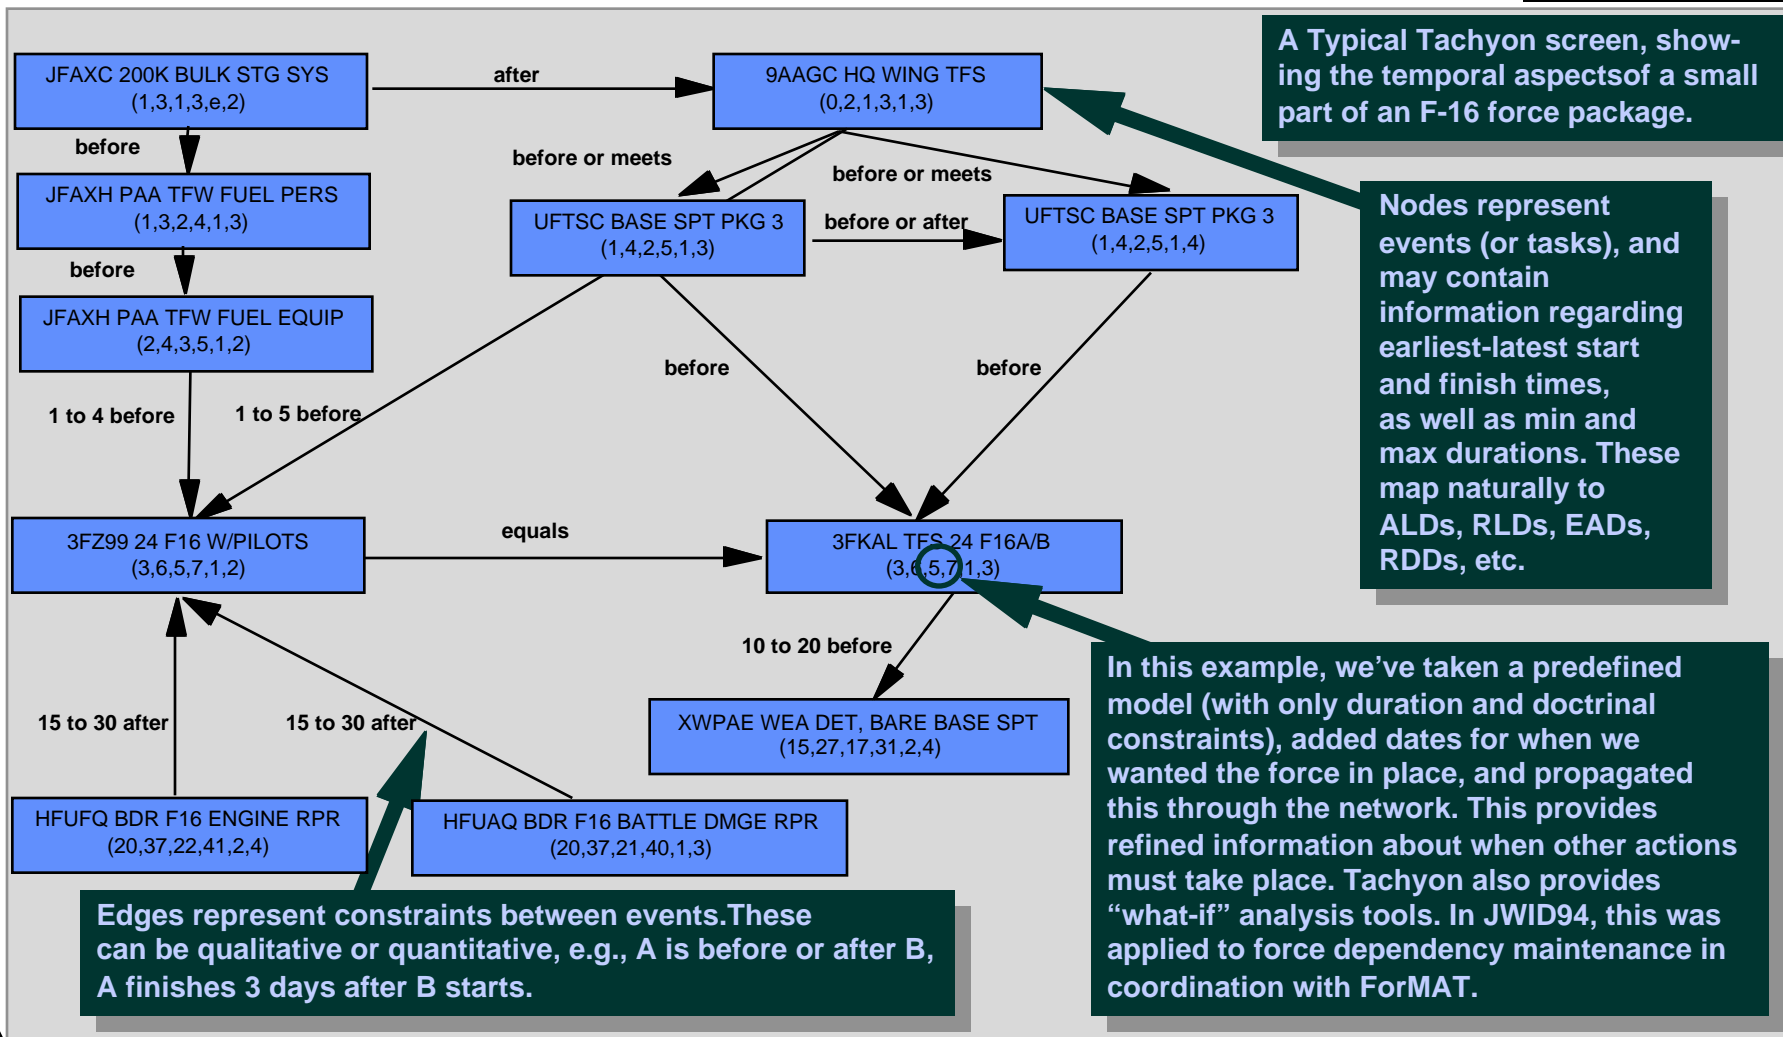 JFAXC 200K BULK STG SYS
(1,3,1,3,e,2)
after
9AAGC HQ WING TFS
(0,2,1,3,1,3)
A Typical Tachyon screen, show-
ing the temporal aspectsof a small
part of an F-16 force package.
before
before or meets
before or meets
JFAXH PAA TFW FUEL PERS
(1,3,2,4,1,3)
UFTSC BASE SPT PKG 3
(1,4,2,5,1,3)
before or after
UFTSC BASE SPT PKG 3
(1,4,2,5,1,4)
Nodes represent
events (or tasks), and
may contain
information regarding
earliest-latest start
and finish times,
as well as min and
max durations. These
map naturally to
ALDs, RLDs, EADs,
RDDs, etc.
before
JFAXH PAA TFW FUEL EQUIP
(2,4,3,5,1,2)
before
before
1 to 4 before
1 to 5 before
3FZ99 24 F16 W/PILOTS
(3,6,5,7,1,2)
equals
3FKAL TFS 24 F16A/B
(3,6,5,7,1,3)
10 to 20 before
XWPAE WEA DET, BARE BASE SPT
(15,27,17,31,2,4)
15 to 30 after
15 to 30 after
In this example, we’ve taken a predefined
model (with only duration and doctrinal
constraints), added dates for when we
wanted the force in place, and propagated
this through the network. This provides
refined information about when other actions
must take place. Tachyon also provides
“what-if” analysis tools. In JWID94, this was
applied to force dependency maintenance in
coordination with ForMAT.
HFUFQ BDR F16 ENGINE RPR
(20,37,22,41,2,4)
HFUAQ BDR F16 BATTLE DMGE RPR
(20,37,21,40,1,3)
Edges represent constraints between events.These
can be qualitative or quantitative, e.g., A is before or after B,
A finishes 3 days after B starts.